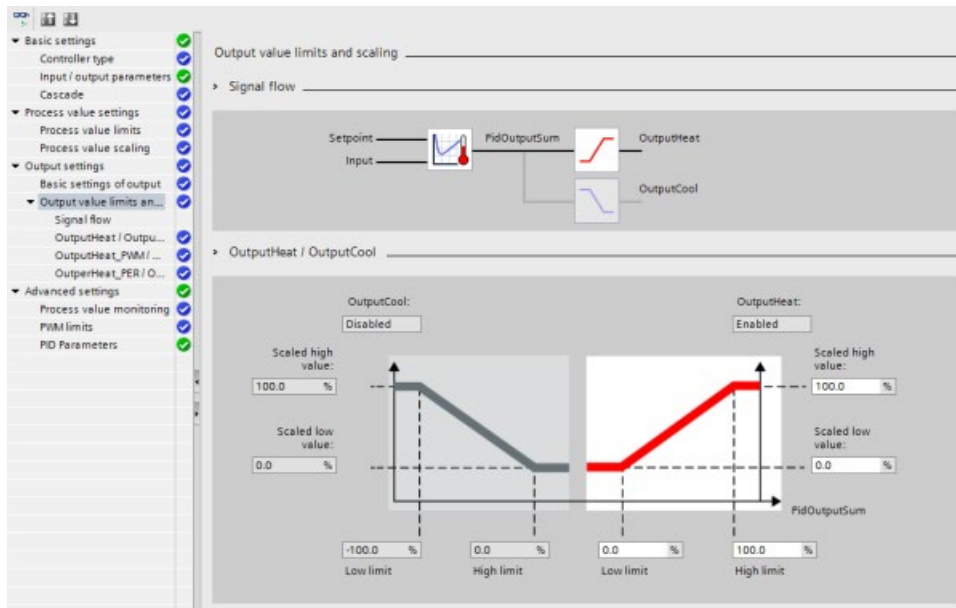 Basic settings
Controller type
Input / output parameters
Cascade
Process value settings
Process value limits
Process value scaling
Output settings
Basic settings of output
Output value limits an...
Signal flow
OutputHeat / Outpu...
OutputHeat_PWM / ...
OutperHeat_PER / O...
Advanced settings
Process value monitoring
PWM limits
PID Parameters
Output value limits and scaling
Signal flow
Setpoint
Input
PidOutputSum
OutputHeat
OutputCool
OutputHeat / OutputCool
OutputCool:
Disabled
OutputHeat:
Enabled
Scaled high
value:
100.0 %
Scaled low
value:
0.0 %
Scaled high
value:
100.0 %
Scaled low
value:
0.0 %
PidOutputSum
-100.0 %
0.0 %
0.0 %
100.0 %
Low limit
High limit
Low limit
High limit